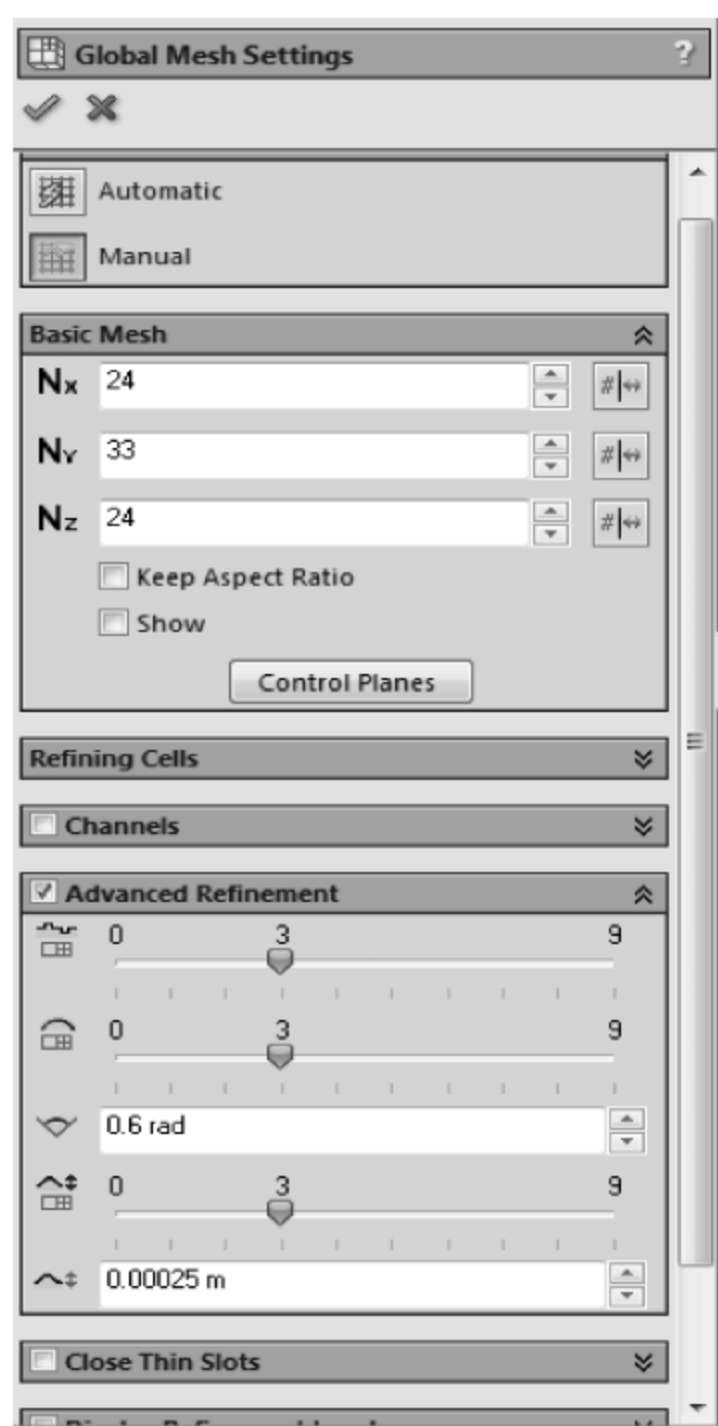 Global Mesh Settings ?
Automatic
Manual
Basic Mesh
Nx 24 #
NY 33 #
Nz 24 #
Keep Aspect Ratio
Show
Control Planes
Refining Cells
Channels
Advanced Refinement
0 3 9
0 3 9
0.6 rad
0 3 9
0.00025 m
Close Thin Slots